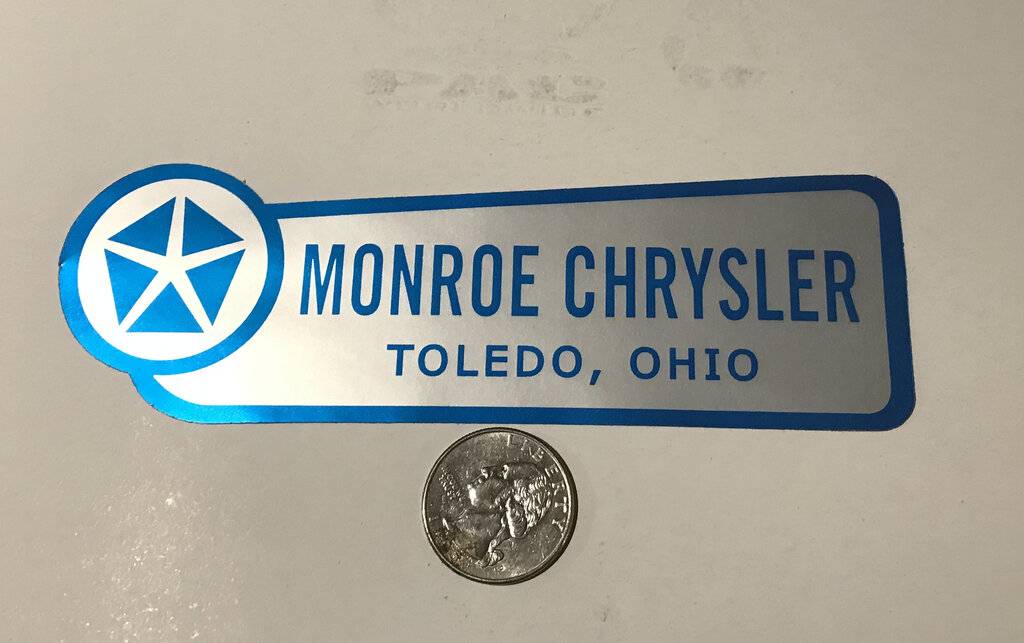 MONROE CHRYSLER
TOLEDO, OHIO
LIBERTY